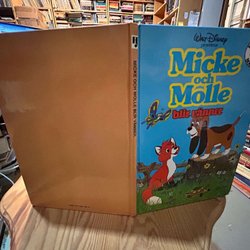 MICKE OCH MOLLE BLIR VÄNNER
Walt Disney
Micke
och
Molle
blir vänner